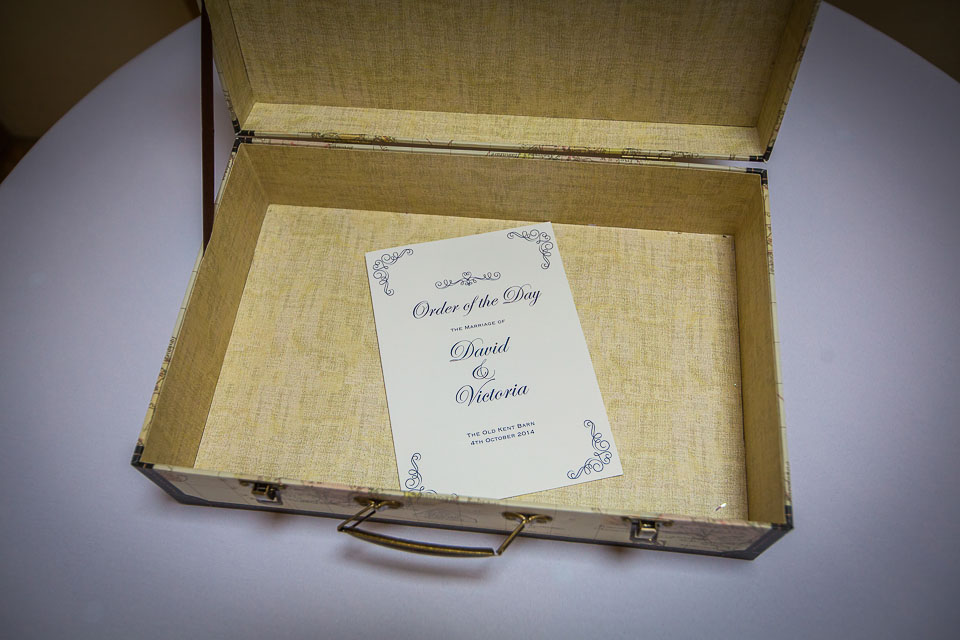 Order of the Day
The Marriage of
David
&
Victoria
The Old Kent Barn
4th October 2014